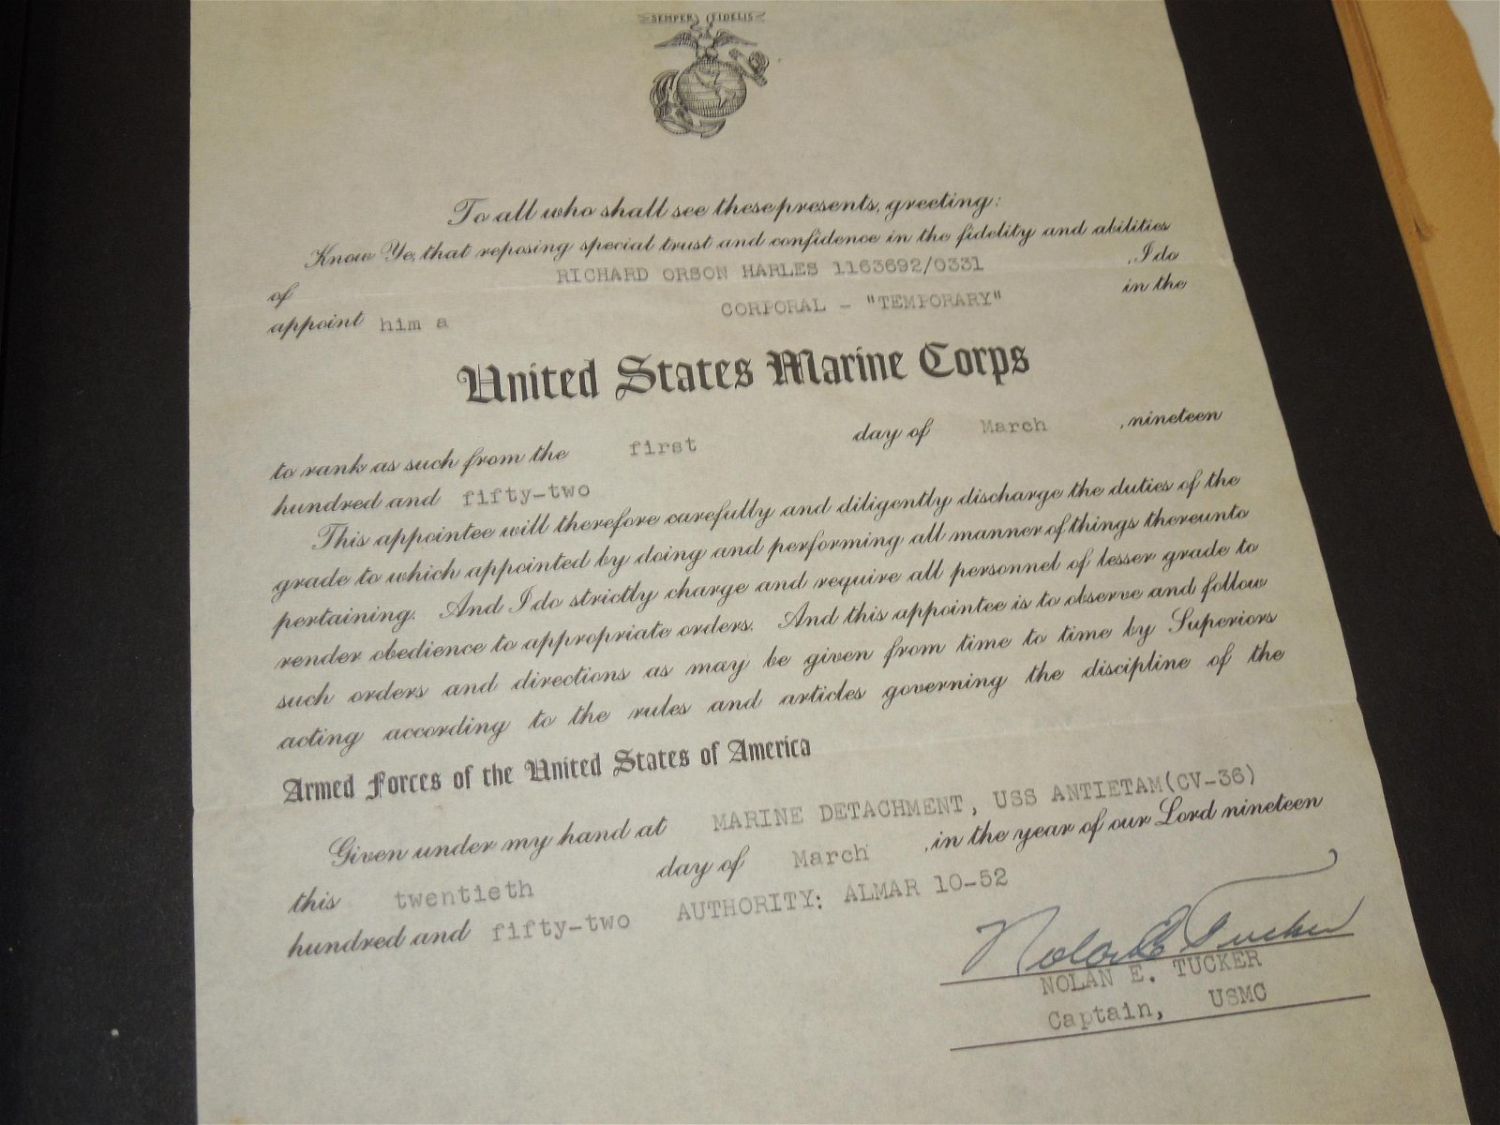 SEMPER FIDELIS
To all who shall see these presents, greeting:
Know Ye, that reposing special trust and confidence in the fidelity and abilities
of RICHARD ORSON HARLES 1163692/0331 , I do
appoint him a CORPORAL - "TEMPORARY" in the
United States Marine Corps
to rank as such from the first day of March , nineteen
hundred and fifty-two
This appointee will therefore carefully and diligently discharge the duties of the
grade to which appointed by doing and performing all manner of things thereunto
pertaining. And I do strictly charge and require all personnel of lesser grade to
render obedience to appropriate orders. And this appointee is to observe and follow
such orders and directions as may be given from time to time by Superiors
acting according to the rules and articles governing the discipline of the
Armed Forces of the United States of America
Given under my hand at MARINE DETACHMENT, USS ANTIETAM(CV-36)
this twentieth day of March , in the year of our Lord nineteen
hundred and fifty-two AUTHORITY: ALMAR 10-52
Nolan E Tucker
NOLAN E. TUCKER
Captain, USMC